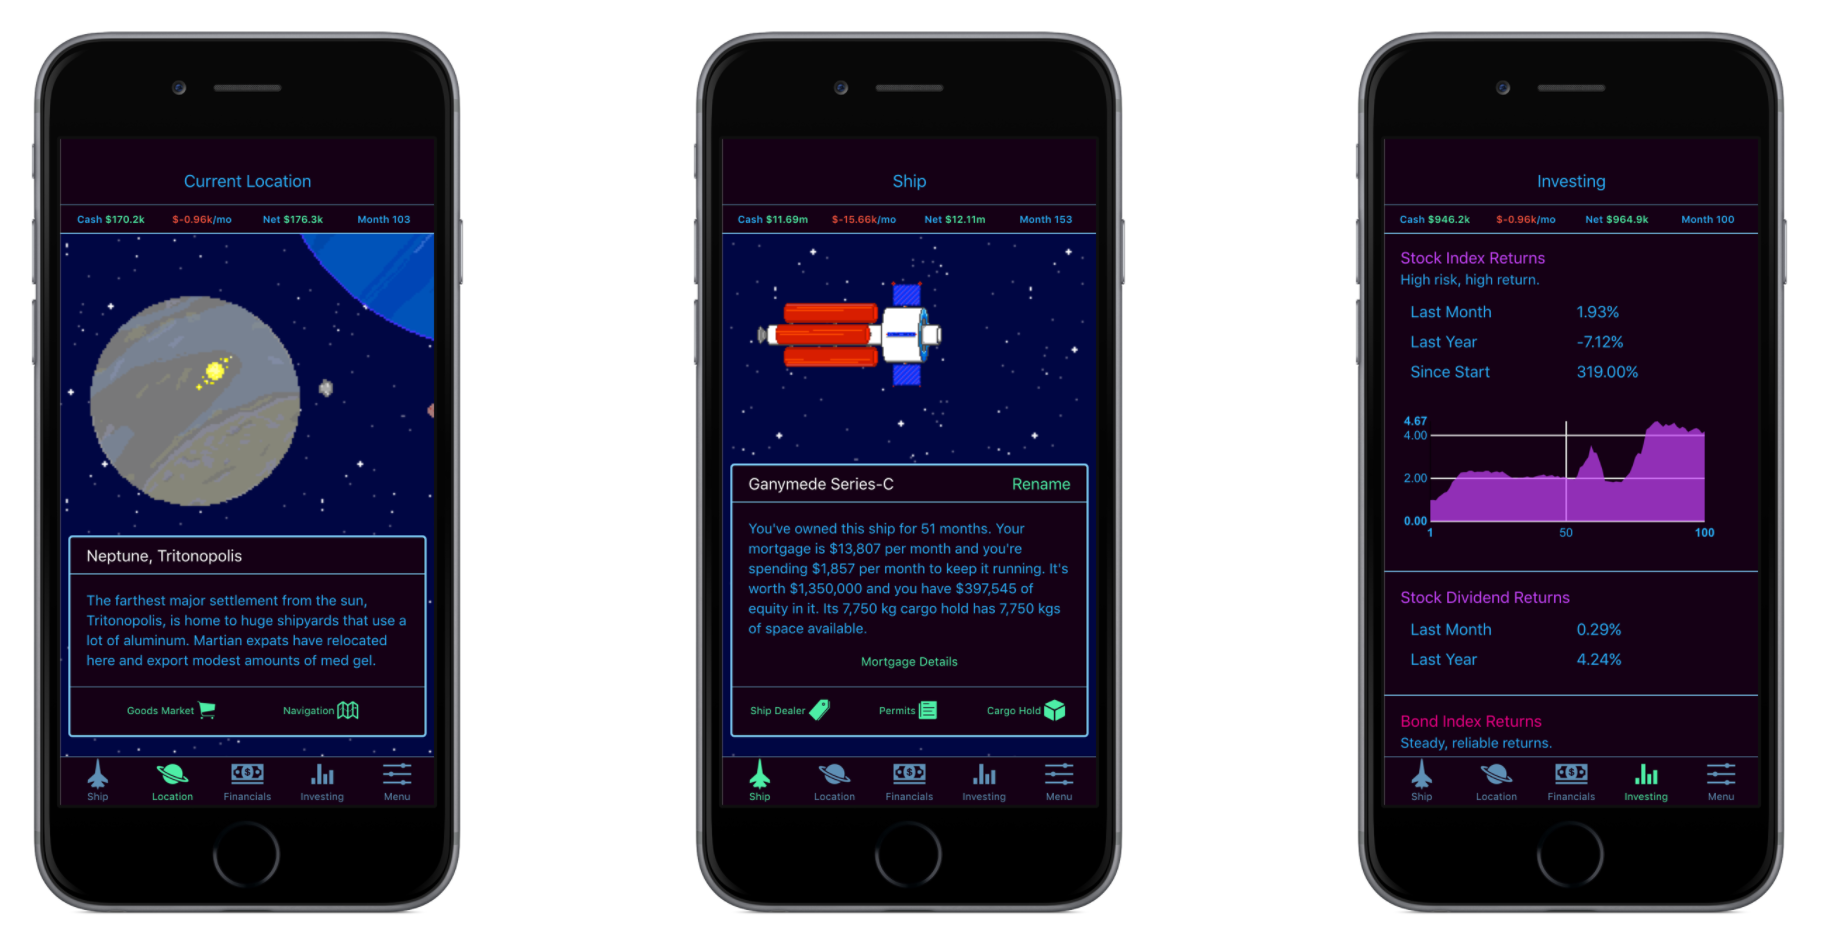 Current Location
Cash $170.2k $-0.96k/mo Net $176.3k Month 103
Neptune, Tritonopolis
The farthest major settlement from the sun,
Tritonopolis, is home to huge shipyards that use a
lot of aluminum. Martian expats have relocated
here and export modest amounts of med gel.
Goods Market Navigation
Ship Location Financials Investing Menu
Ship
Cash $11.69m $-15.66k/mo Net $12.11m Month 153
Ganymede Series-C Rename
You've owned this ship for 51 months. Your
mortgage is $13,807 per month and you're
spending $1,857 per month to keep it running. It's
worth $1,350,000 and you have $397,545 of
equity in it. Its 7,750 kg cargo hold has 7,750 kgs
of space available.
Mortgage Details
Ship Dealer Permits Cargo Hold
Ship Location Financials Investing Menu
Investing
Cash $946.2k $-0.96k/mo Net $964.9k Month 100
Stock Index Returns
High risk, high return.
Last Month 1.93%
Last Year -7.12%
Since Start 319.00%
4.67
4.00
2.00
0.00
1 50 100
Stock Dividend Returns
Last Month 0.29%
Last Year 4.24%
Bond Index Returns
Steady, reliable returns.
Ship Location Financials Investing Menu